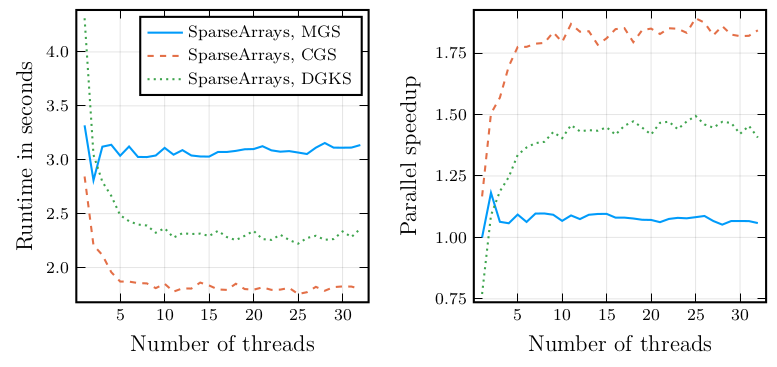 SparseArrays, MGS
SparseArrays, CGS
SparseArrays, DGKS
Runtime in seconds
4.0
3.5
3.0
2.5
2.0
5 10 15 20 25 30
Number of threads
Parallel speedup
1.75
1.50
1.25
1.00
0.75
5 10 15 20 25 30
Number of threads